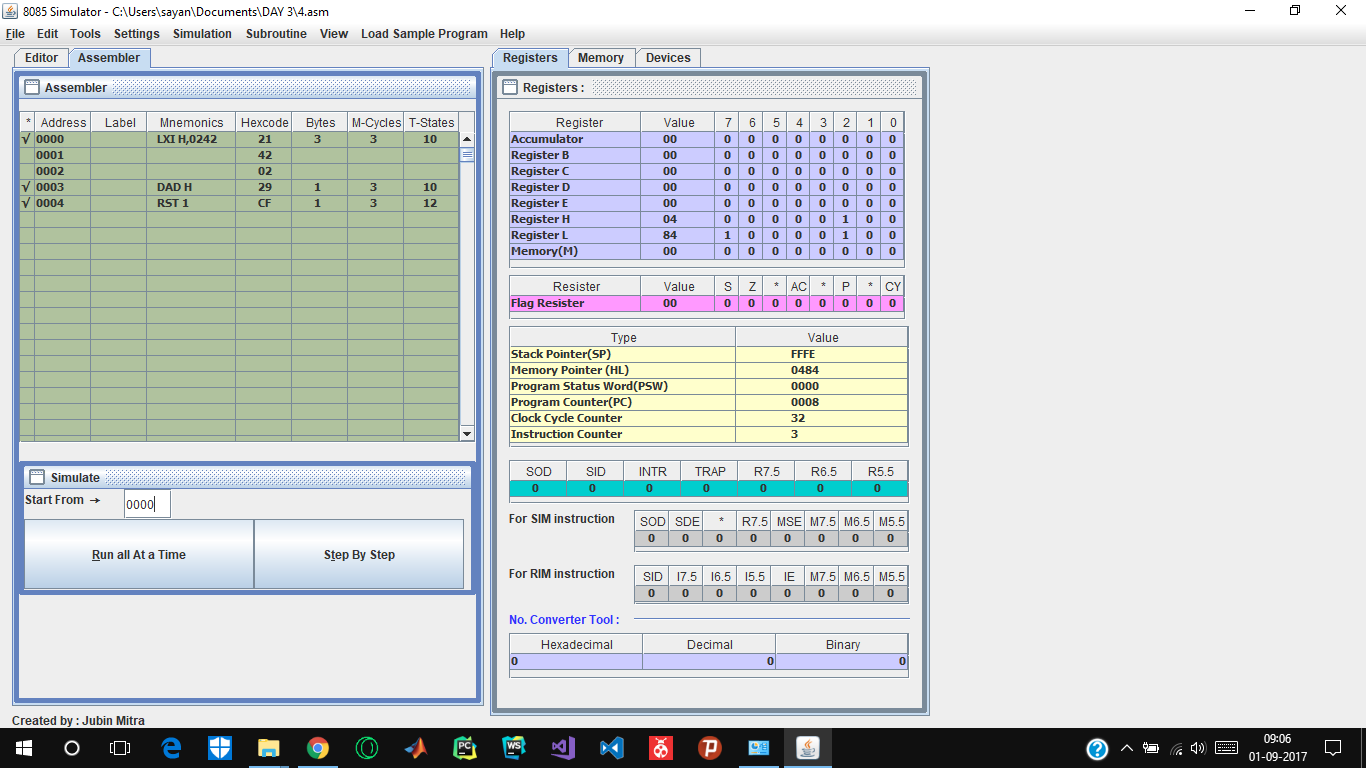 8085 Simulator - C:\Users\sayan\Documents\DAY 3\4.asm
File Edit Tools Settings Simulation Subroutine View Load Sample Program Help
Editor Assembler
Assembler
* Address Label Mnemonics Hexcode Bytes M-Cycles T-States
√ 0000 LXI H,0242 21 3 3 10
0001 42
0002 02
√ 0003 DAD H 29 1 3 10
√ 0004 RST 1 CF 1 3 12
Simulate
Start From → 0000
Run all At a Time Step By Step
Created by : Jubin Mitra
Registers Memory Devices
Registers :
Register Value 7 6 5 4 3 2 1 0
Accumulator 00 0 0 0 0 0 0 0 0
Register B 00 0 0 0 0 0 0 0 0
Register C 00 0 0 0 0 0 0 0 0
Register D 00 0 0 0 0 0 0 0 0
Register E 00 0 0 0 0 0 0 0 0
Register H 04 0 0 0 0 0 1 0 0
Register L 84 1 0 0 0 0 1 0 0
Memory(M) 00 0 0 0 0 0 0 0 0
Resister Value S Z * AC * P * CY
Flag Resister 00 0 0 0 0 0 0 0 0
Type Value
Stack Pointer(SP) FFFE
Memory Pointer (HL) 0484
Program Status Word(PSW) 0000
Program Counter(PC) 0008
Clock Cycle Counter 32
Instruction Counter 3
SOD SID INTR TRAP R7.5 R6.5 R5.5
0 0 0 0 0 0 0
For SIM instruction SOD SDE * R7.5 MSE M7.5 M6.5 M5.5
0 0 0 0 0 0 0 0
For RIM instruction SID I7.5 I6.5 I5.5 IE M7.5 M6.5 M5.5
0 0 0 0 0 0 0 0
No. Converter Tool :
Hexadecimal Decimal Binary
0 0 0
PC WS
09:06
01-09-2017